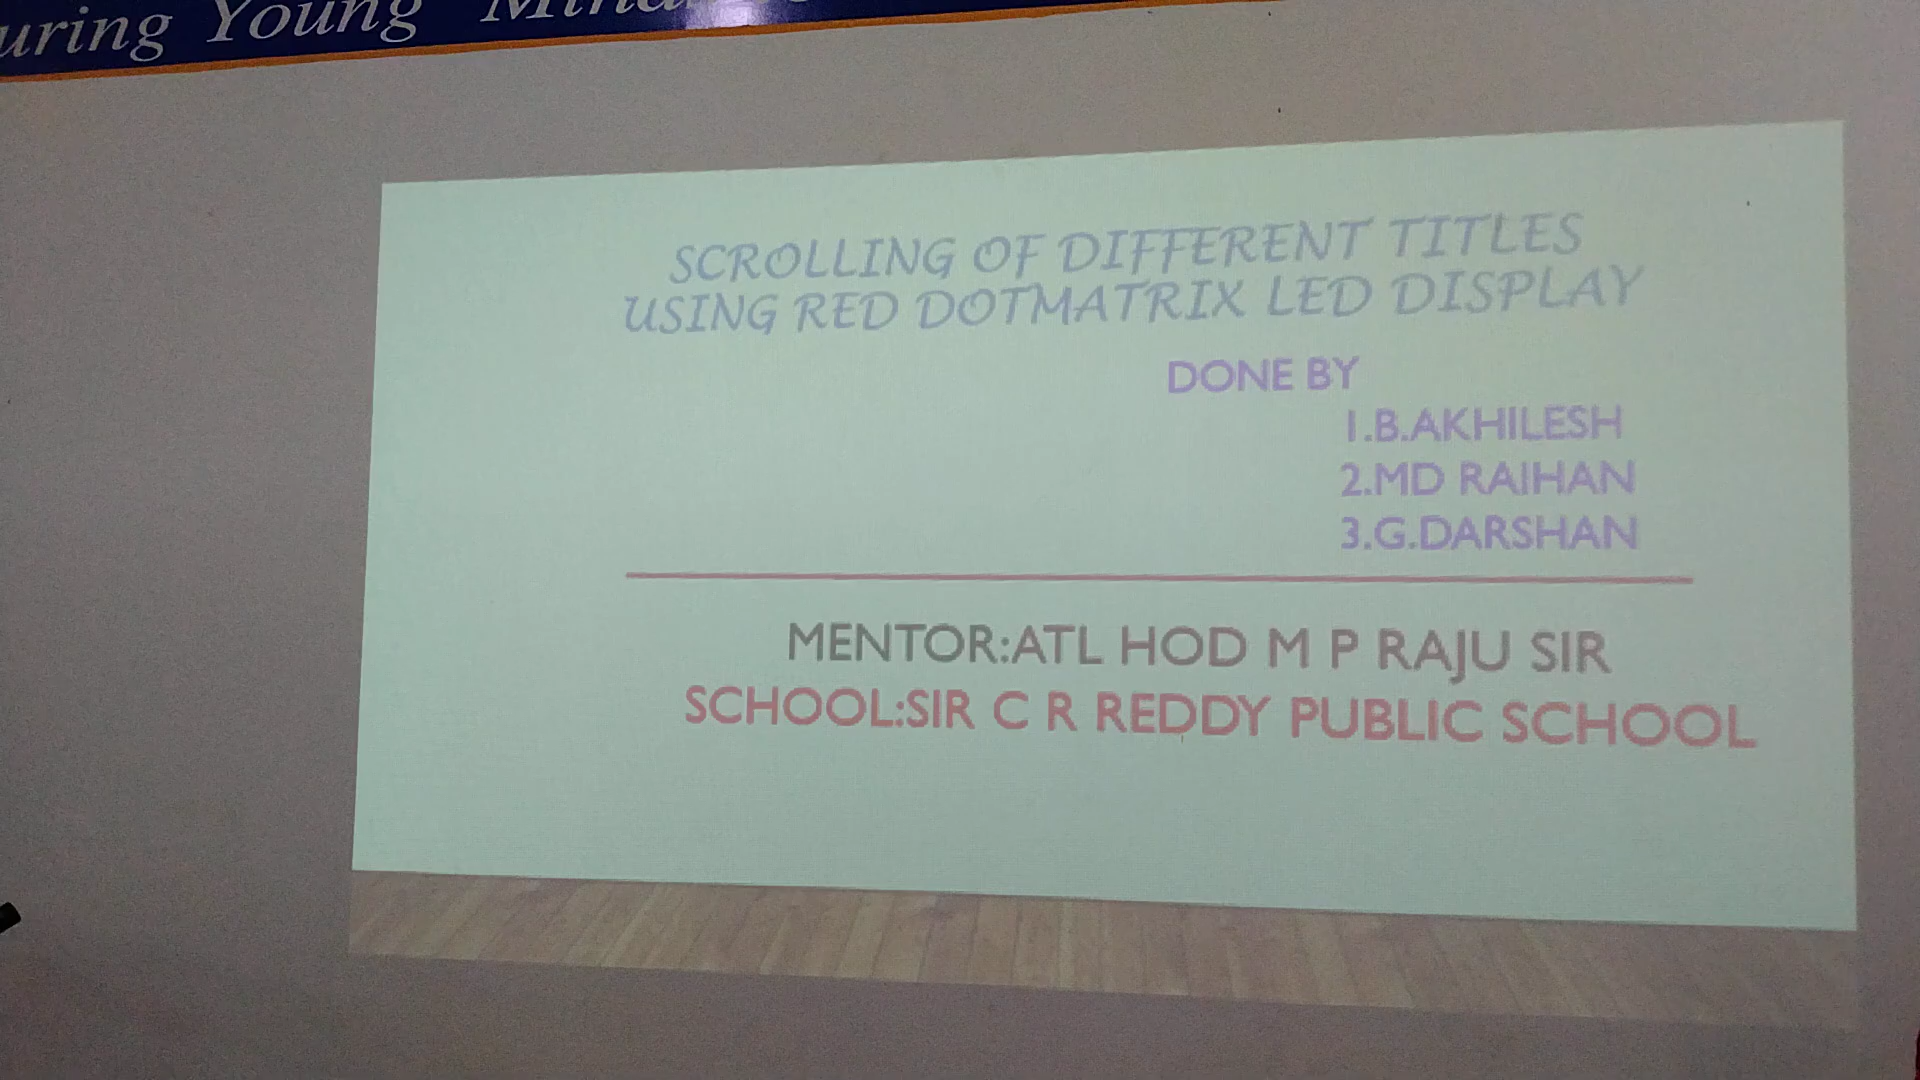 Young
SCROLLING OF DIFFERENT TITLES
USING RED DOTMATRIX LED DISPLAY
DONE BY
1.B.AKHILESH
2.MD RAIHAN
3.G.DARSHAN
MENTOR:ATL HOD M P RAJU SIR
SCHOOL:SIR C R REDDY PUBLIC SCHOOL